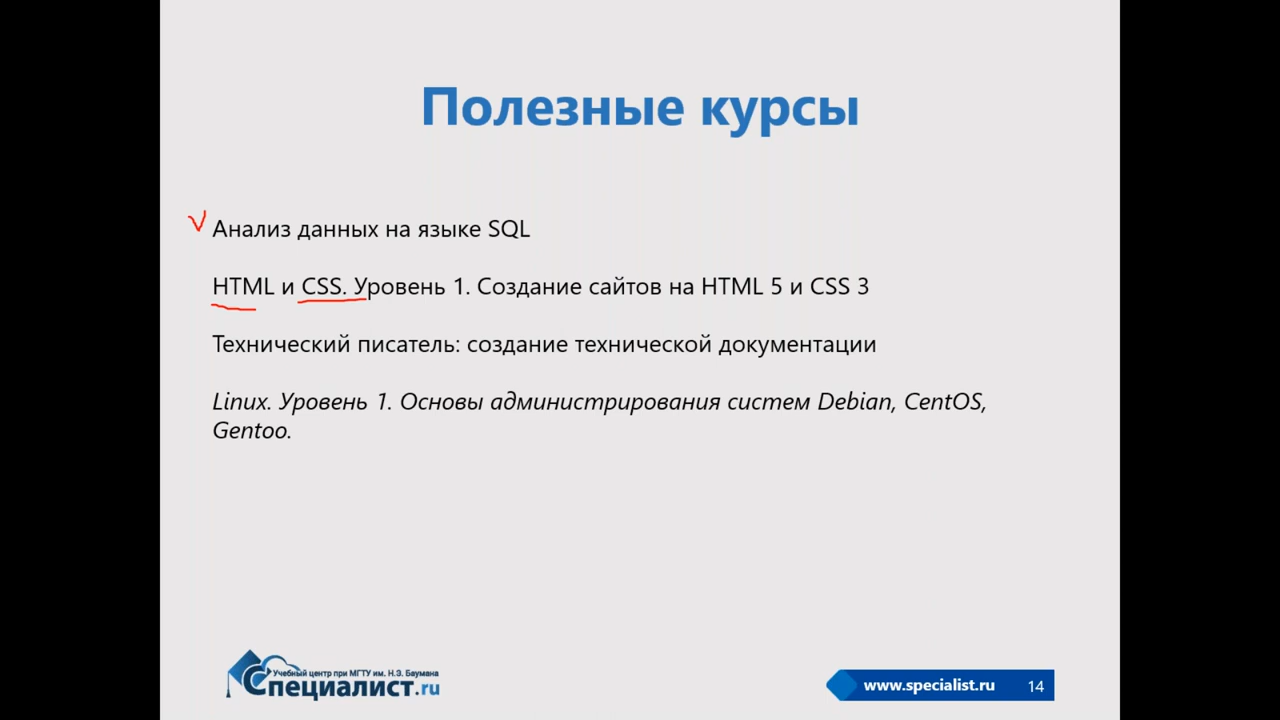 Полезные курсы
Анализ данных на языке SQL
HTML и CSS. Уровень 1. Создание сайтов на HTML 5 и CSS 3
Технический писатель: создание технической документации
Linux. Уровень 1. Основы администрирования систем Debian, CentOS,
Gentoo.
Учебный центр при МГТУ им. Н.Э. Баумана
Специалист.ru
www.specialist.ru 14